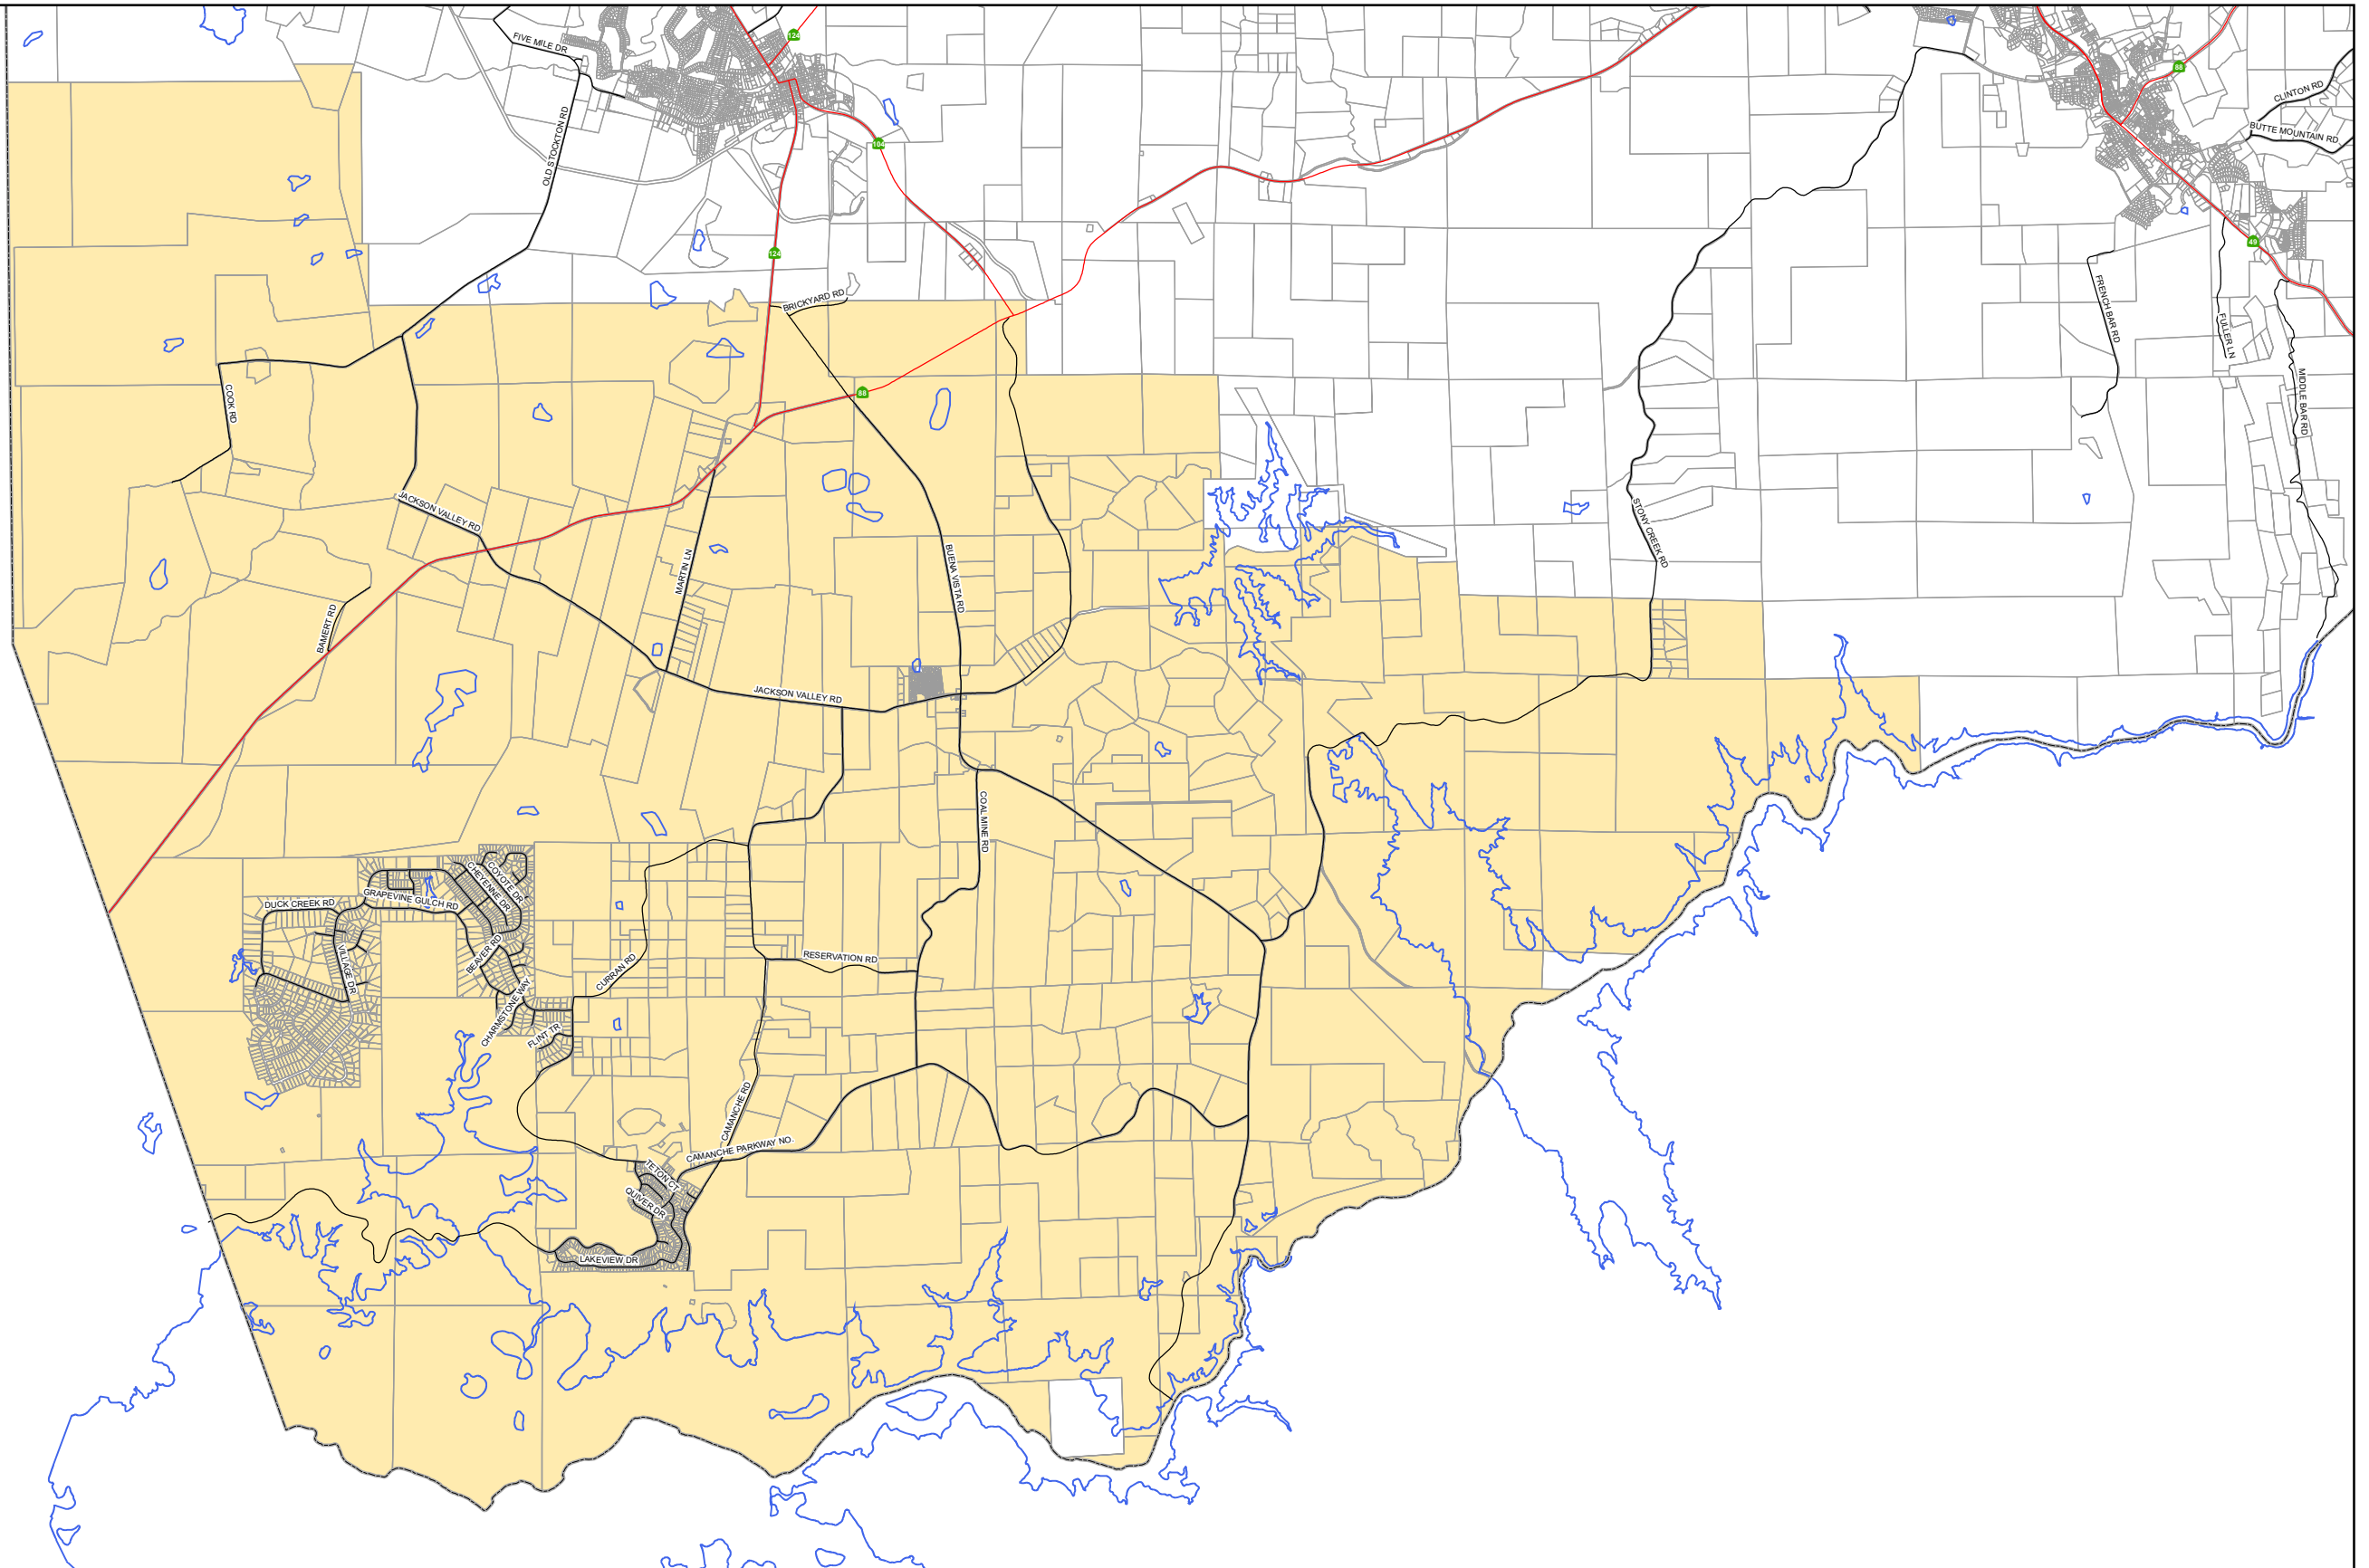 124
FIVE MILE DR
88
CLINTON RD
BUTTE MOUNTAIN RD
OLD STOCKTON RD
104
49
124
FRENCH BAR RD
BRICKYARD RD
FULLER LN
88
COOK RD
MIDDLE BAR RD
JACKSON VALLEY RD
STONY CREEK RD
MARTIN LN
BUENA VISTA RD
BAMERT RD
JACKSON VALLEY RD
COAL MINE RD
COYOTE DR
CHEYENNE DR
GRAPEVINE GULCH RD
DUCK CREEK RD
BEAVER RD
VILLAGE DR
RESERVATION RD
CURRAN RD
CHARMSTONE WAY
FLINT TR
CAMANCHE RD
CAMANCHE PARKWAY NO.
TETON CT
QUIVER DR
LAKEVIEW DR